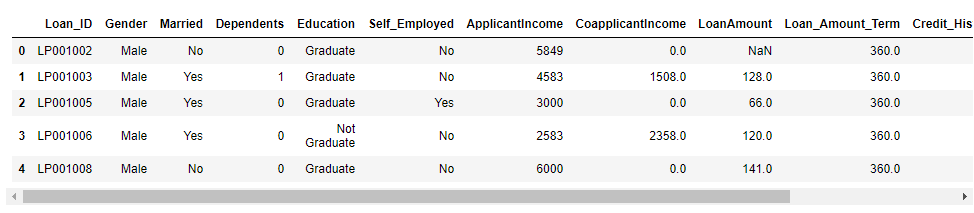 Loan_ID Gender Married Dependents Education Self_Employed ApplicantIncome CoapplicantIncome LoanAmount Loan_Amount_Term Credit_His
0 LP001002 Male No 0 Graduate No 5849 0.0 NaN 360.0
1 LP001003 Male Yes 1 Graduate No 4583 1508.0 128.0 360.0
2 LP001005 Male Yes 0 Graduate Yes 3000 0.0 66.0 360.0
3 LP001006 Male Yes 0 Not Graduate No 2583 2358.0 120.0 360.0
4 LP001008 Male No 0 Graduate No 6000 0.0 141.0 360.0